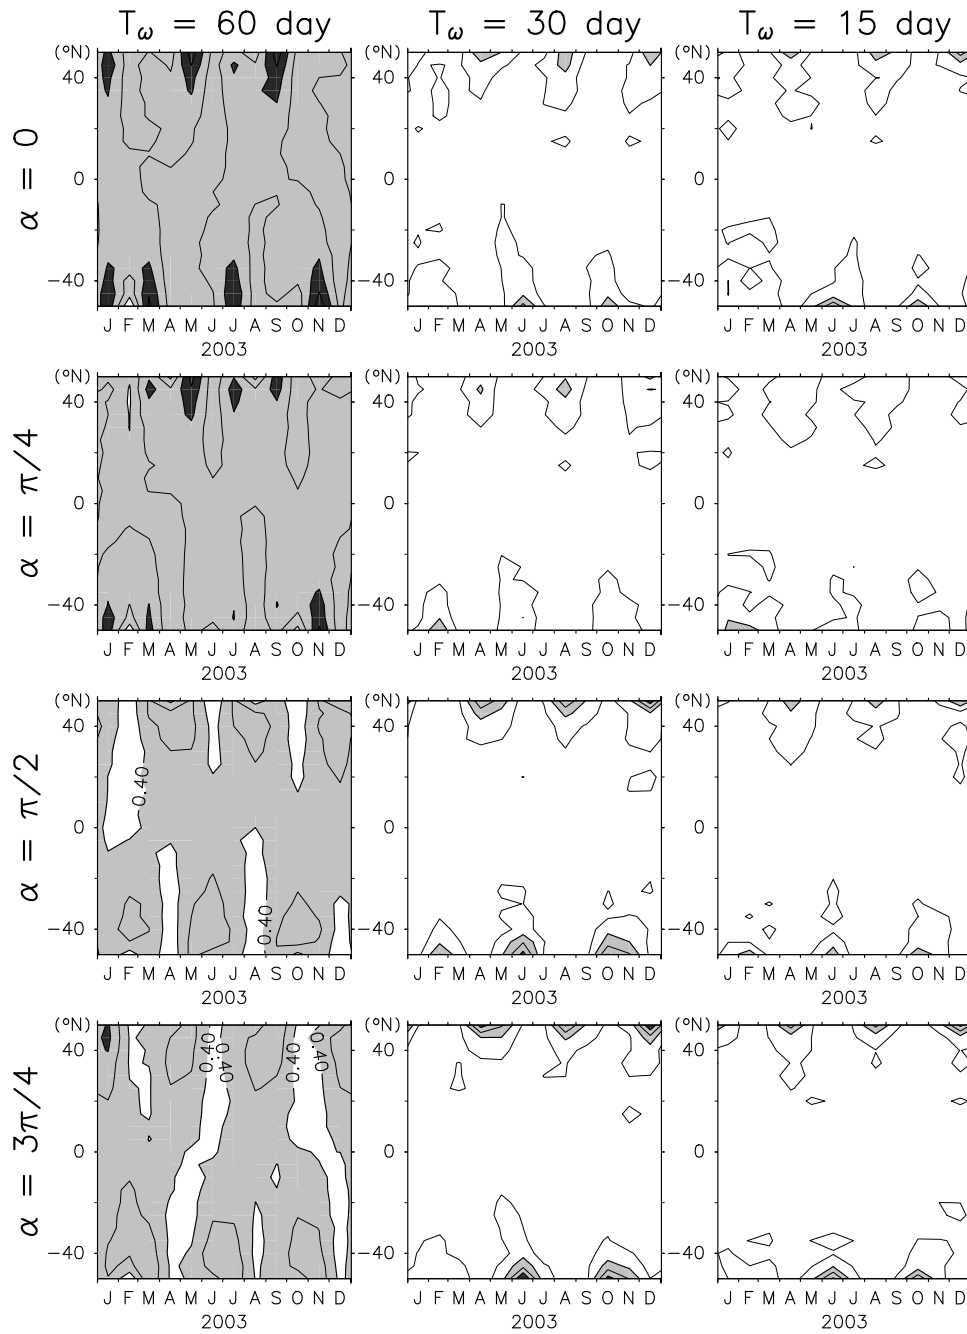 T_ω = 60 day T_ω = 30 day T_ω = 15 day
α = 0
(°N) (°N) (°N)
40 40 40
0 0 0
−40 −40 −40
J F M A M J J A S O N D J F M A M J J A S O N D J F M A M J J A S O N D
2003 2003 2003
α = π/4
(°N) (°N) (°N)
40 40 40
0 0 0
−40 −40 −40
J F M A M J J A S O N D J F M A M J J A S O N D J F M A M J J A S O N D
2003 2003 2003
α = π/2
(°N) (°N) (°N)
40 40 40
0.40
0 0 0
0.40
−40 −40 −40
J F M A M J J A S O N D J F M A M J J A S O N D J F M A M J J A S O N D
2003 2003 2003
α = 3π/4
(°N) (°N) (°N)
40 0.40 0.40 0.40 0.40 40 40
0 0 0
−40 −40 −40
J F M A M J J A S O N D J F M A M J J A S O N D J F M A M J J A S O N D
2003 2003 2003